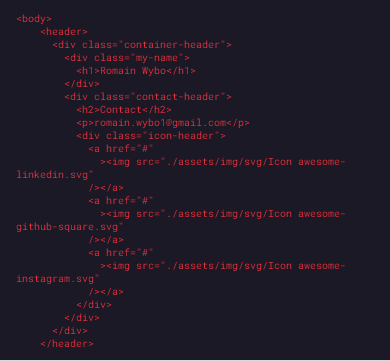 <body>
<header>
<div class="container-header">
<div class="my-name">
<h1>Romain Wybo</h1>
</div>
<div class="contact-header">
<h2>Contact</h2>
<p>romain.wybo1@gmail.com</p>
<div class="icon-header">
<a href="#"
><img src="./assets/img/svg/Icon awesome-
linkedin.svg"
/></a>
<a href="#"
><img src="./assets/img/svg/Icon awesome-
github-square.svg"
/></a>
<a href="#"
><img src="./assets/img/svg/Icon awesome-
instagram.svg"
/></a>
</div>
</div>
</div>
</header>